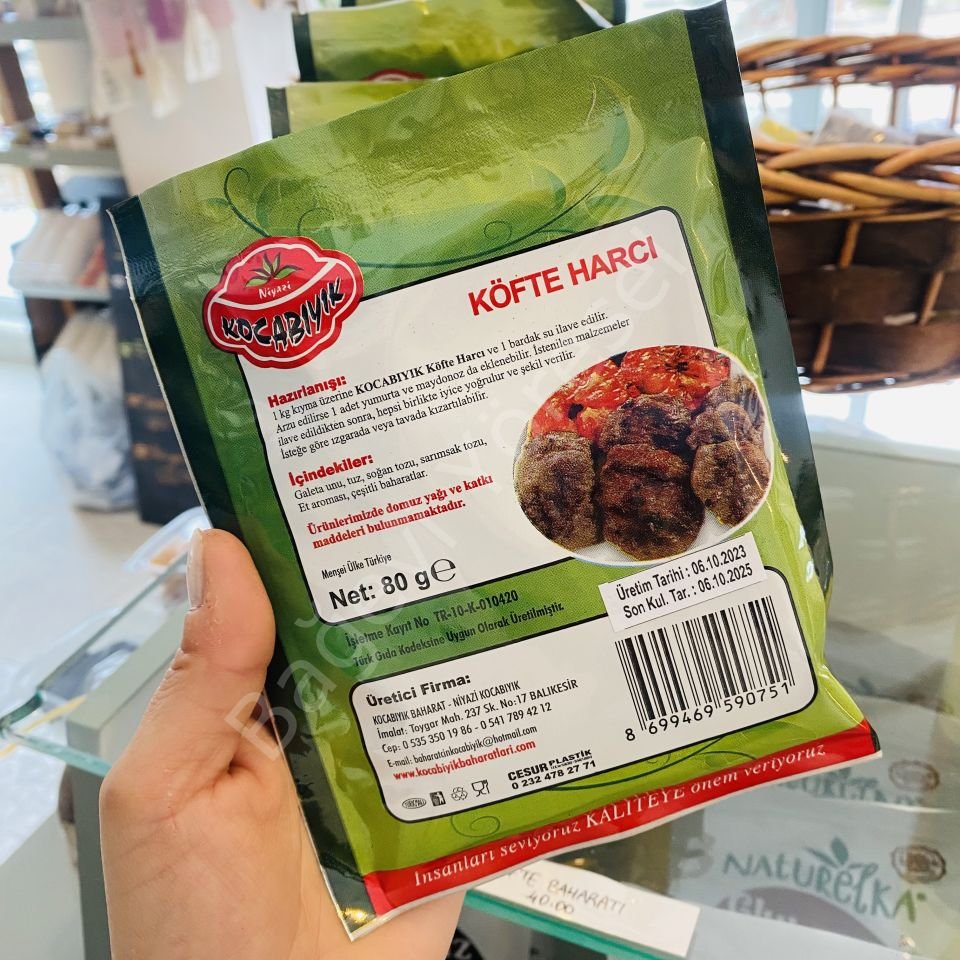 Niyazi
KOCABIYIK
KÖFTE HARCI
Hazırlanışı:
1 kg kıyma üzerine KOCABIYIK Köfte Harcı ve 1 bardak su ilave edilir.
Arzu edilirse 1 adet yumurta ve maydonoz da eklenebilir. İstenilen malzemeler
ilave edildikten sonra, hepsi birlikte iyice yoğrulur ve şekil verilir.
İsteğe göre ızgarada veya tavada kızartılabilir.
İçindekiler:
Galeta unu, tuz, soğan tozu, sarımsak tozu,
Et aroması, çeşitli baharatlar.
Ürünlerimizde domuz yağı ve katkı
maddeleri bulunmamaktadır.
Menşei Ülke Türkiye
Net: 80 g℮
Üretim Tarihi : 06.10.2023
Son Kul. Tar. : 06.10.2025
İşletme Kayıt No TR-10-K-010420
Türk Gıda Kodeksine Uygun Olarak Üretilmiştir.
Üretici Firma:
KOCABIYIK BAHARAT - NİYAZİ KOCABIYIK
İmalat: Toygar Mah. 237 Sk. No:17 BALIKESİR
Cep: 0 535 350 19 86 - 0 541 789 42 12
E-mail: baharatcinkocabiyik@hotmail.com
www.kocabiyikbaharatlari.com
CESUR PLASTİK
0 232 478 27 71
8 699469 590751
İnsanları seviyoruz KALİTEYE önem veriyoruz
BAHARATI
40.00
NATURELKA
Bağevi Yöresel